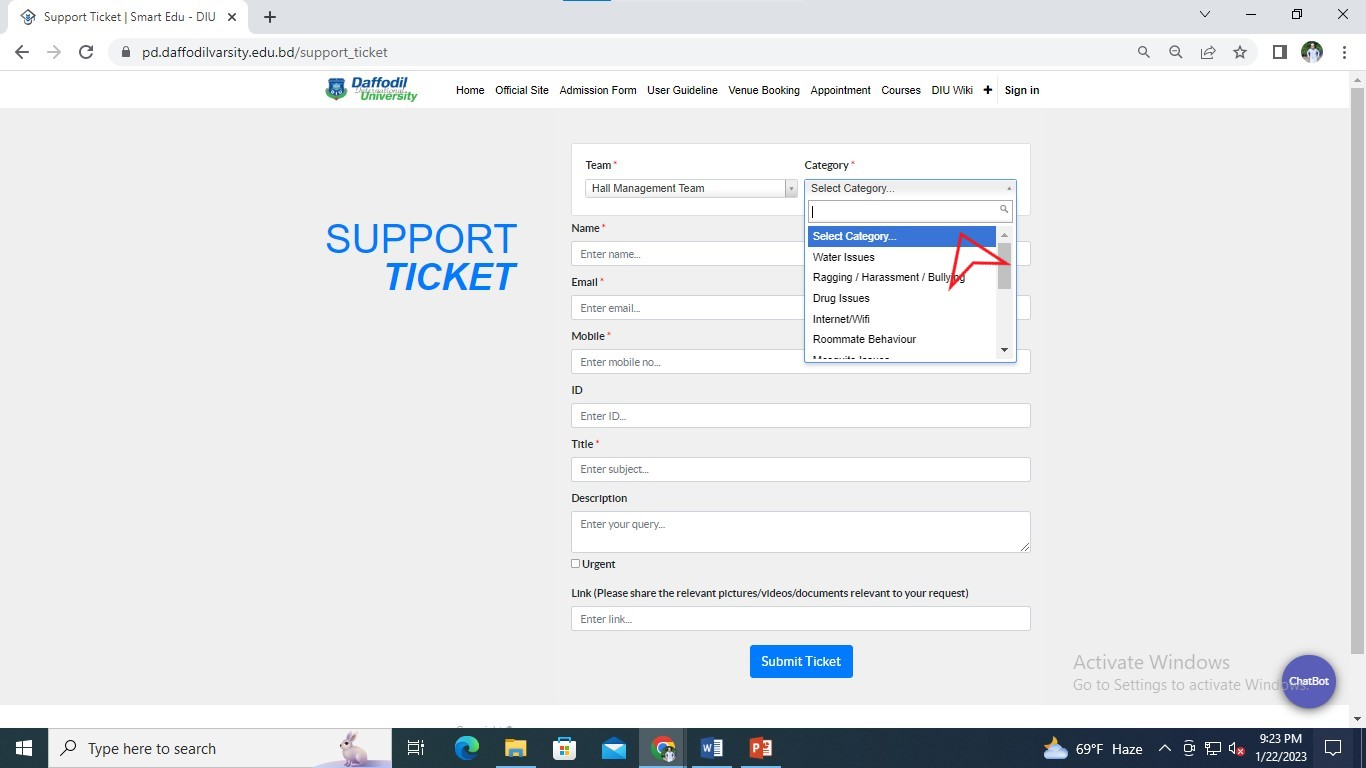 Support Ticket | Smart Edu - DIU
pd.daffodilvarsity.edu.bd/support_ticket
Daffodil
International
University
Home Official Site Admission Form User Guideline Venue Booking Appointment Courses DIU Wiki Sign in
SUPPORT
TICKET
Team *
Category *
Hall Management Team
Select Category...
Select Category...
Water Issues
Ragging / Harassment / Bullying
Drug Issues
Internet/Wifi
Roommate Behaviour
Mosquito Issues
Name *
Enter name...
Email *
Enter email...
Mobile *
Enter mobile no...
ID
Enter ID...
Title *
Enter subject...
Description
Enter your query...
Urgent
Link (Please share the relevant pictures/videos/documents relevant to your request)
Enter link...
Submit Ticket
Activate Windows
Go to Settings to activate Windows.
ChatBot
Copyright ©
Type here to search
69°F Haze
9:23 PM
1/22/2023